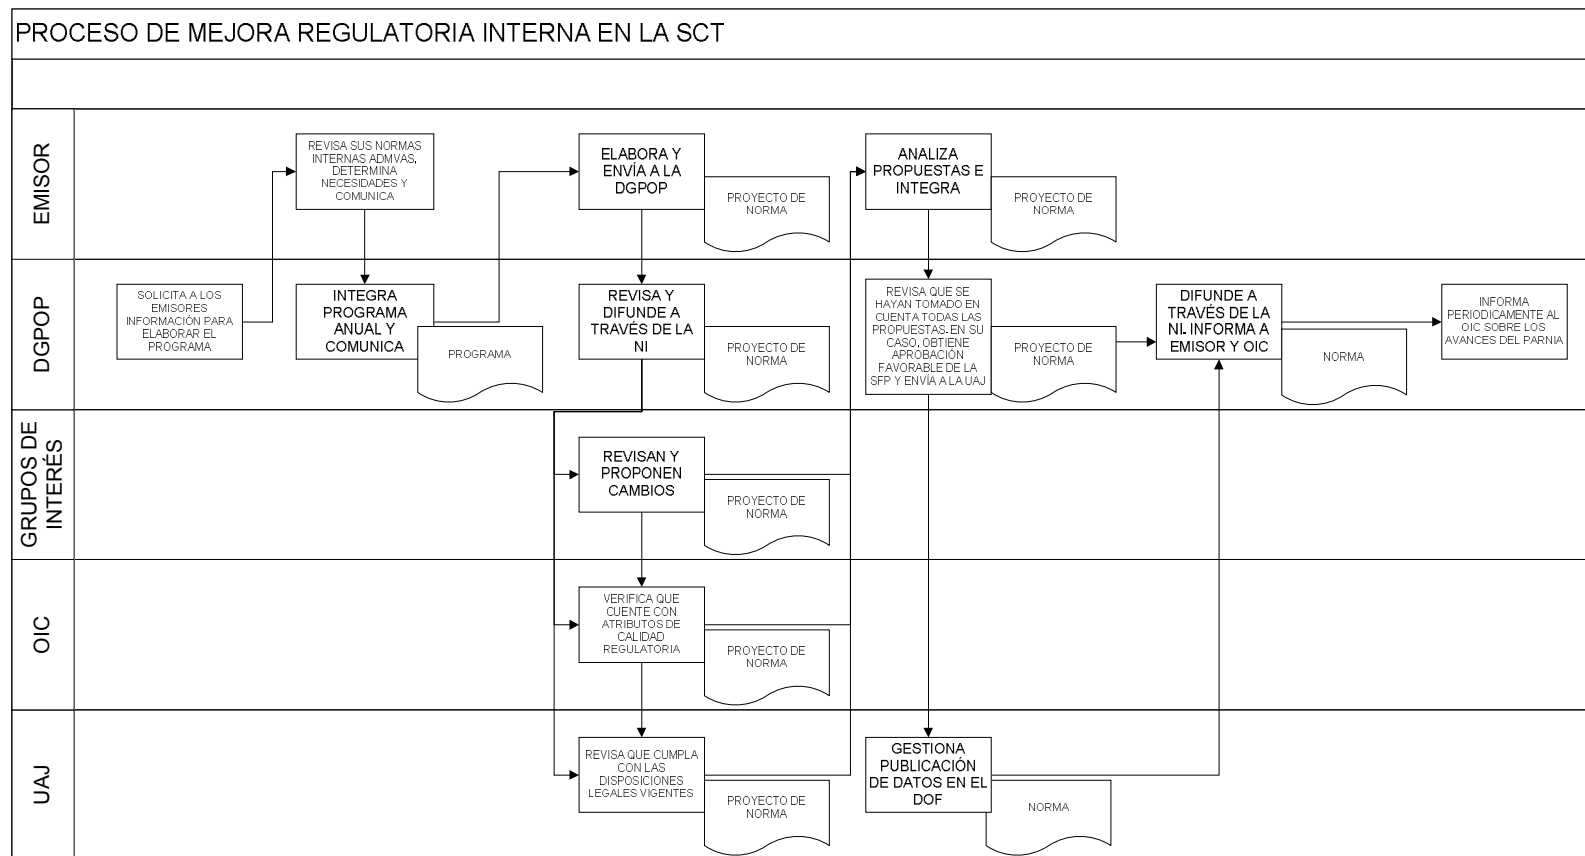 PROCESO DE MEJORA REGULATORIA INTERNA EN LA SCT
EMISOR
REVISA SUS NORMAS
INTERNAS ADMVAS,
DETERMINA
NECESIDADES Y
COMUNICA
ELABORA Y
ENVÍA A LA
DGPOP
PROYECTO DE
NORMA
ANALIZA
PROPUESTAS E
INTEGRA
PROYECTO DE
NORMA
DGPOP
SOLICITA A LOS
EMISORES
INFORMACIÓN PARA
ELABORAR EL
PROGRAMA
INTEGRA
PROGRAMA
ANUAL Y
COMUNICA
PROGRAMA
REVISA Y
DIFUNDE A
TRAVÉS DE LA
NI
PROYECTO DE
NORMA
REVISA QUE SE
HAYAN TOMADO EN
CUENTA TODAS LAS
PROPUESTAS. EN SU
CASO, OBTIENE
APROBACIÓN
FAVORABLE DE LA
SFP Y ENVÍA A LA UAJ
PROYECTO DE
NORMA
DIFUNDE A
TRAVÉS DE LA
NI. INFORMA A
EMISOR Y OIC
NORMA
INFORMA
PERIODICAMENTE AL
OIC SOBRE LOS
AVANCES DEL PARNIA
GRUPOS DE
INTERÉS
REVISAN Y
PROPONEN
CAMBIOS
PROYECTO DE
NORMA
OIC
VERIFICA QUE
CUENTE CON
ATRIBUTOS DE
CALIDAD
REGULATORIA
PROYECTO DE
NORMA
UAJ
REVISA QUE CUMPLA
CON LAS
DISPOSICIONES
LEGALES VIGENTES
PROYECTO DE
NORMA
GESTIONA
PUBLICACIÓN
DE DATOS EN EL
DOF
NORMA